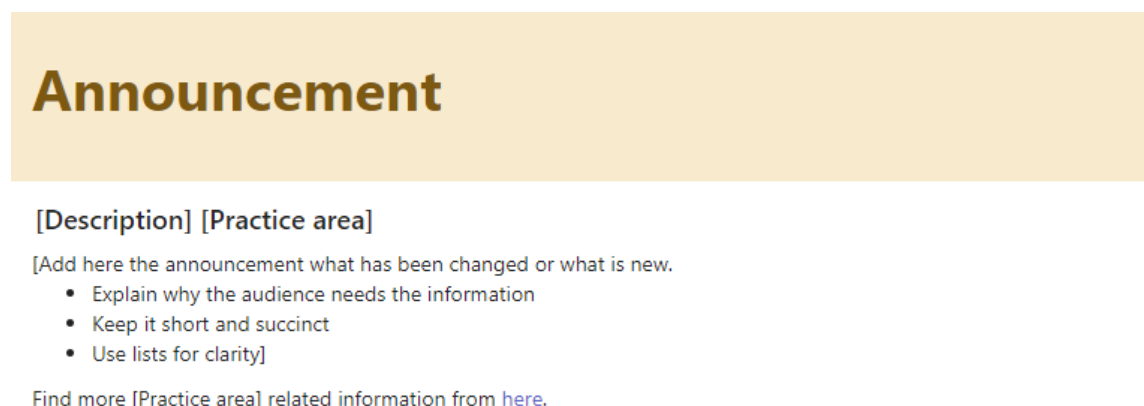 Announcement
[Description] [Practice area]
[Add here the announcement what has been changed or what is new.
• Explain why the audience needs the information
• Keep it short and succinct
• Use lists for clarity]
Find more [Practice area] related information from here.